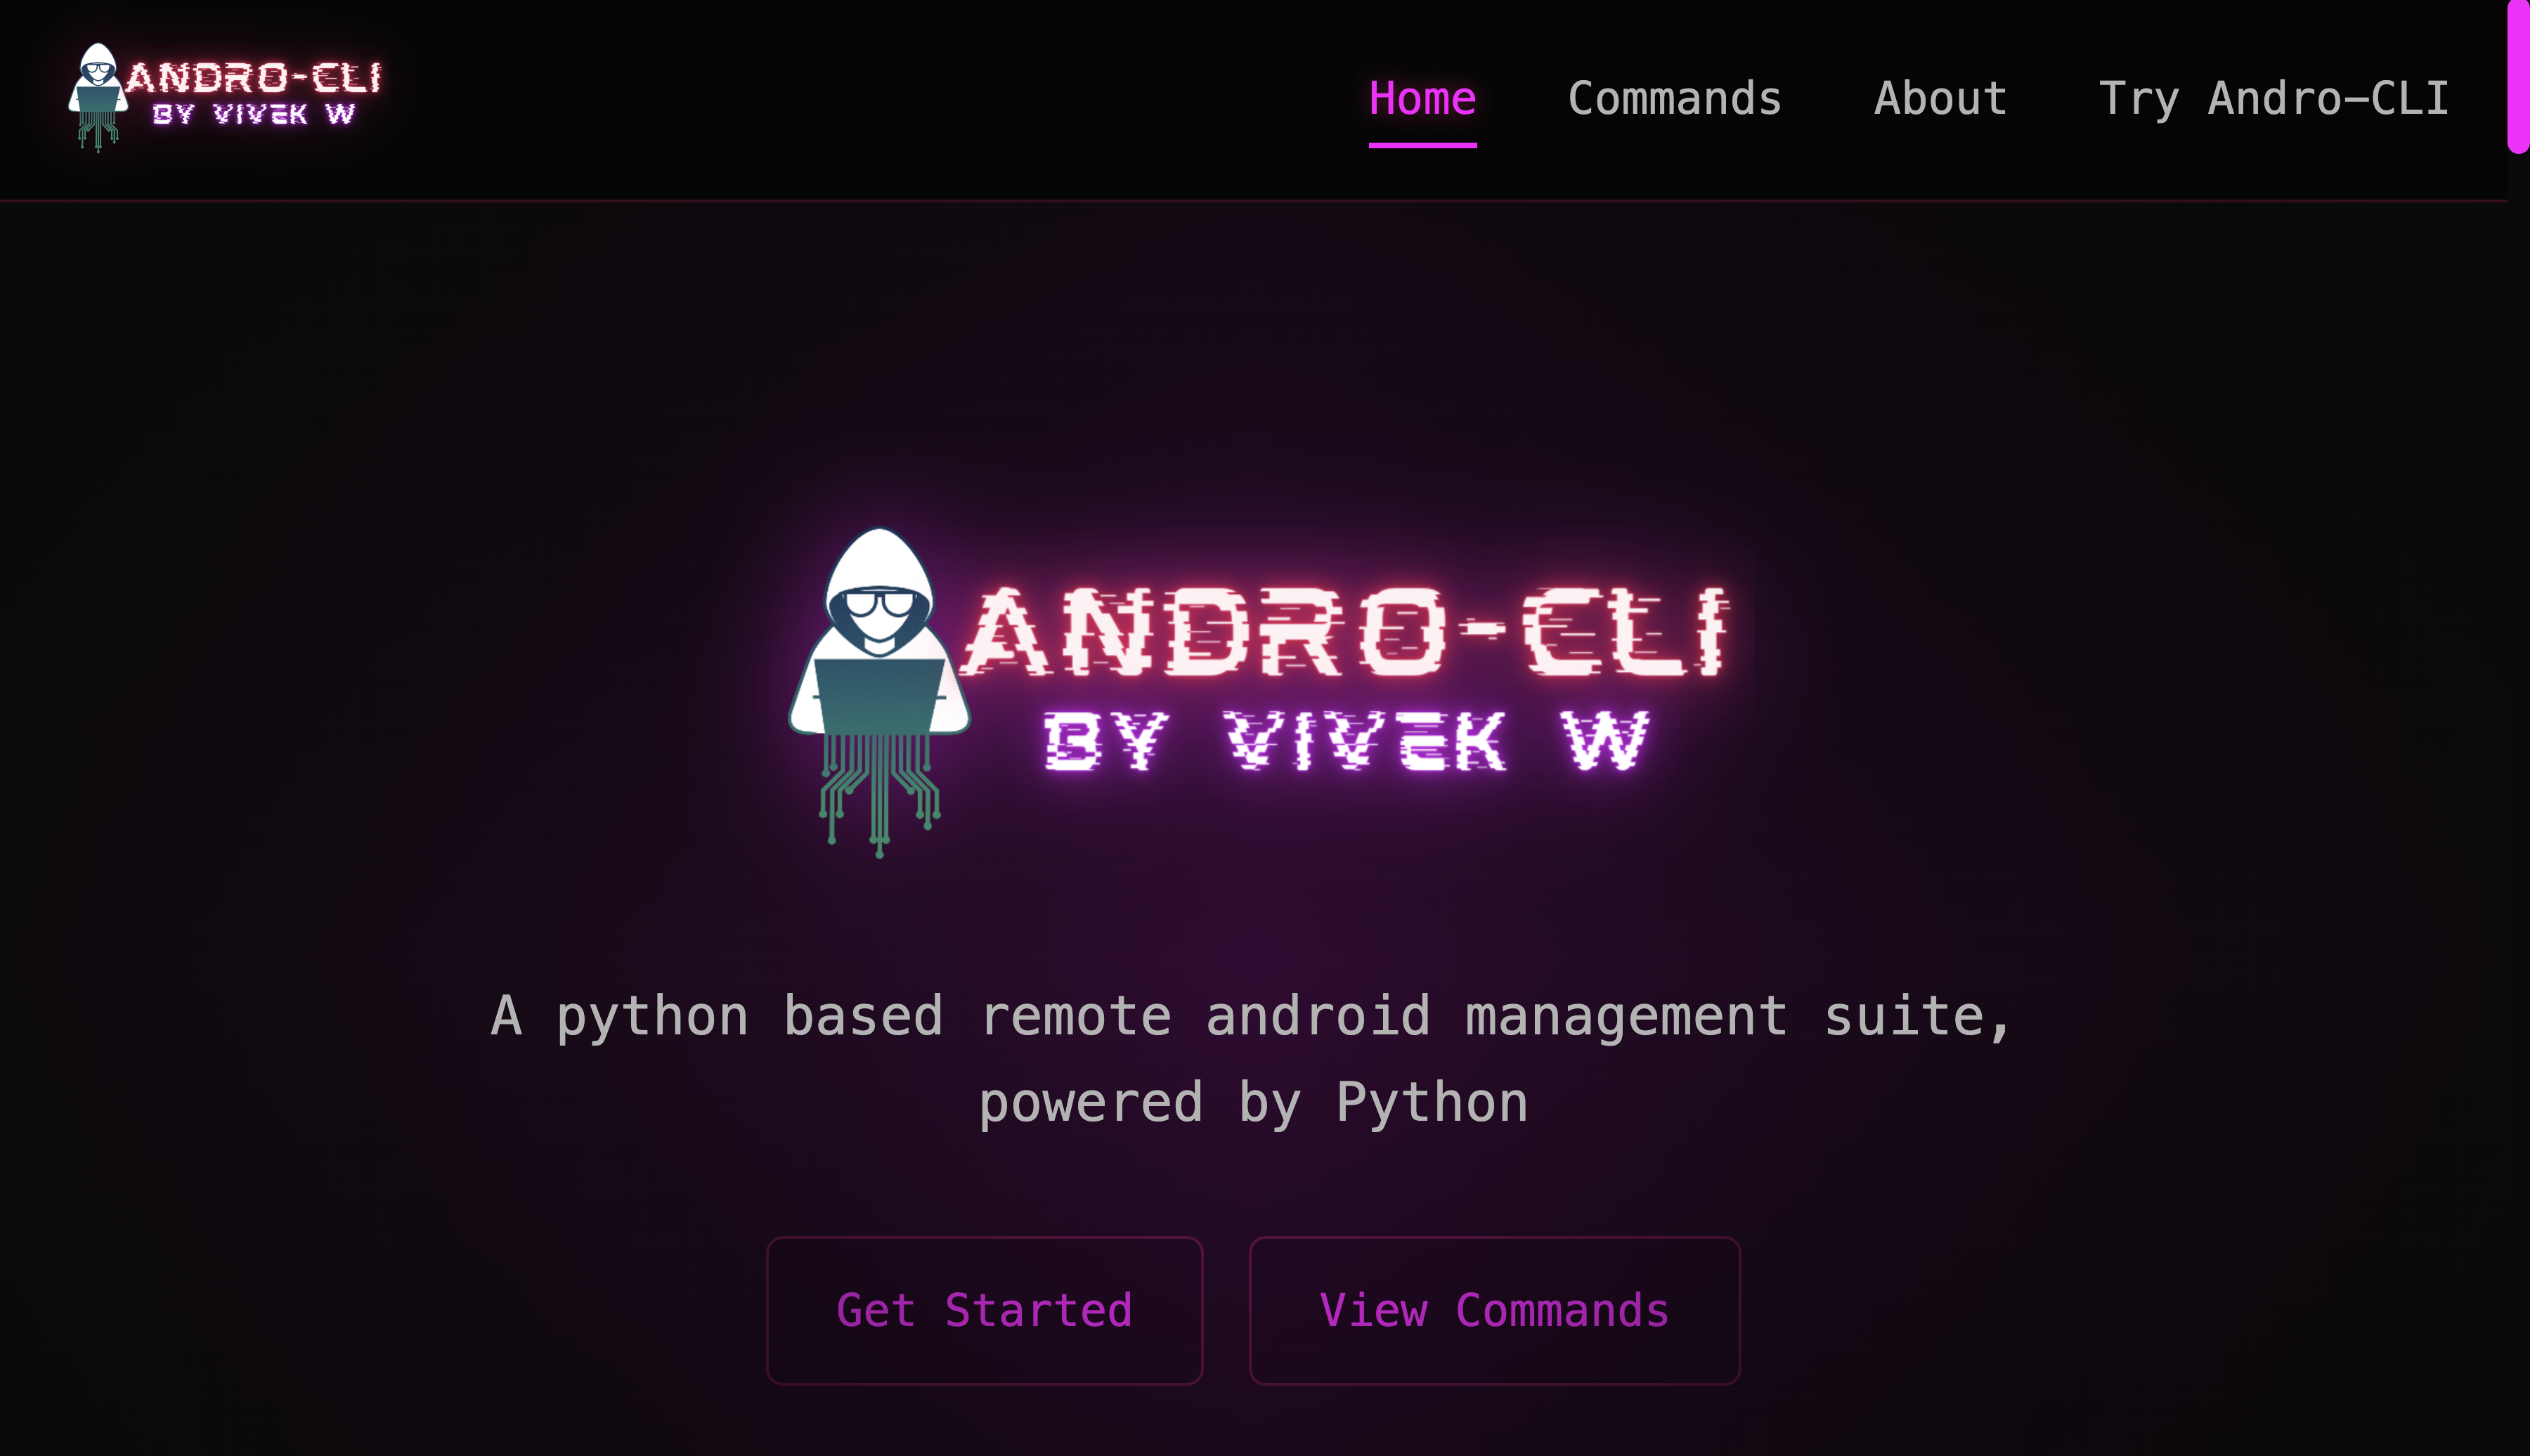 ANDRO-CLI
BY VIVEK W
Home
Commands
About
Try Andro-CLI
ANDRO-CLI
BY VIVEK W
A python based remote android management suite,
powered by Python
Get Started
View Commands